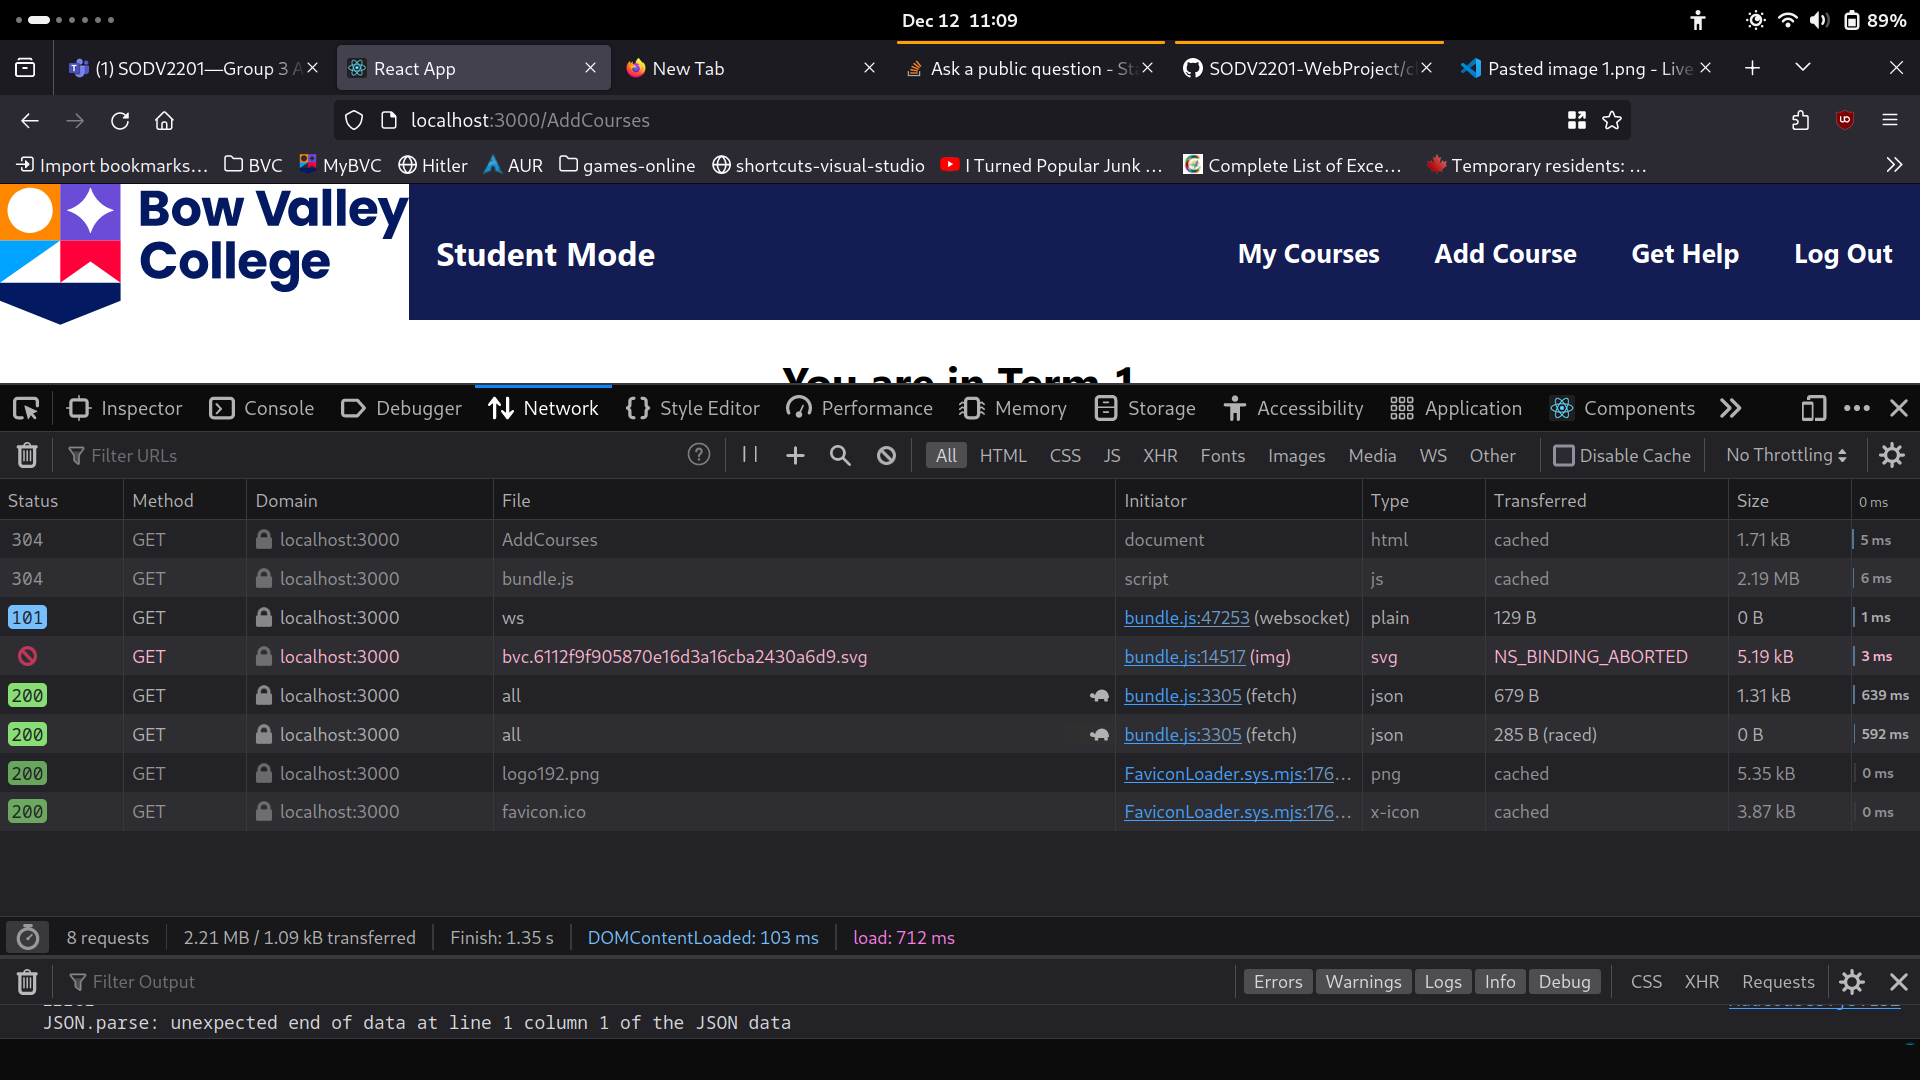 Dec 12 11:09
89%
(1) SODV2201—Group 3 A
React App
New Tab
Ask a public question - Sta
SODV2201-WebProject/cl
Pasted image 1.png - Live
localhost:3000/AddCourses
Import bookmarks...
BVC
MyBVC
Hitler
AUR
games-online
shortcuts-visual-studio
I Turned Popular Junk ...
Complete List of Exce...
Temporary residents: ...
Bow Valley
College
Student Mode
My Courses
Add Course
Get Help
Log Out
You are in Term 1
Inspector
Console
Debugger
Network
Style Editor
Performance
Memory
Storage
Accessibility
Application
Components
Filter URLs
All
HTML
CSS
JS
XHR
Fonts
Images
Media
WS
Other
Disable Cache
No Throttling
Status Method Domain File Initiator Type Transferred Size 0 ms
304 GET localhost:3000 AddCourses document html cached 1.71 kB 5 ms
304 GET localhost:3000 bundle.js script js cached 2.19 MB 6 ms
101 GET localhost:3000 ws bundle.js:47253 (websocket) plain 129 B 0 B 1 ms
GET localhost:3000 bvc.6112f9f905870e16d3a16cba2430a6d9.svg bundle.js:14517 (img) svg NS_BINDING_ABORTED 5.19 kB 3 ms
200 GET localhost:3000 all bundle.js:3305 (fetch) json 679 B 1.31 kB 639 ms
200 GET localhost:3000 all bundle.js:3305 (fetch) json 285 B (raced) 0 B 592 ms
200 GET localhost:3000 logo192.png FaviconLoader.sys.mjs:176... png cached 5.35 kB 0 ms
200 GET localhost:3000 favicon.ico FaviconLoader.sys.mjs:176... x-icon cached 3.87 kB 0 ms
8 requests
2.21 MB / 1.09 kB transferred
Finish: 1.35 s
DOMContentLoaded: 103 ms
load: 712 ms
Filter Output
Errors
Warnings
Logs
Info
Debug
CSS
XHR
Requests
JSON.parse: unexpected end of data at line 1 column 1 of the JSON data